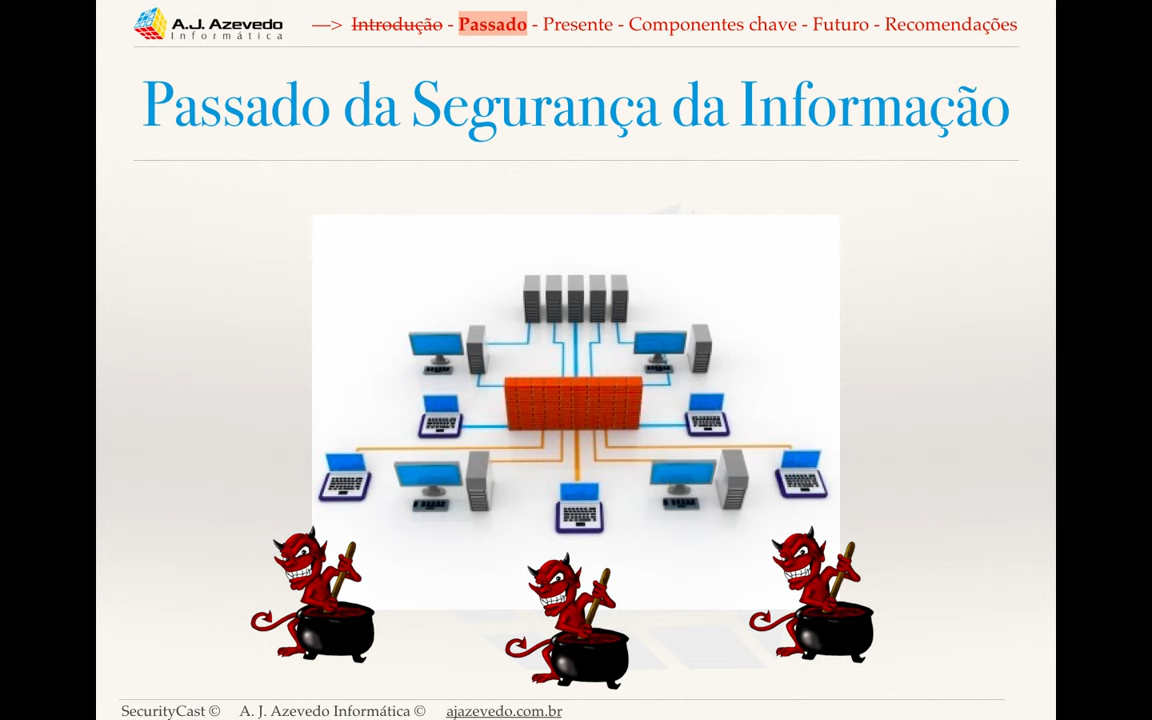 A.J. Azevedo
Informática
—> Introdução - Passado - Presente - Componentes chave - Futuro - Recomendações
Passado da Segurança da Informação
SecurityCast © A. J. Azevedo Informática © ajazevedo.com.br